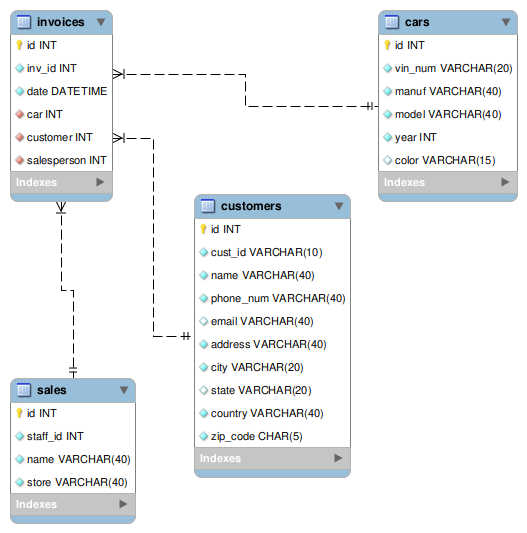 invoices
id INT
inv_id INT
date DATETIME
car INT
customer INT
salesperson INT
Indexes
cars
id INT
vin_num VARCHAR(20)
manuf VARCHAR(40)
model VARCHAR(40)
year INT
color VARCHAR(15)
Indexes
customers
id INT
cust_id VARCHAR(10)
name VARCHAR(40)
phone_num VARCHAR(40)
email VARCHAR(40)
address VARCHAR(40)
city VARCHAR(20)
state VARCHAR(20)
country VARCHAR(40)
zip_code CHAR(5)
Indexes
sales
id INT
staff_id INT
name VARCHAR(40)
store VARCHAR(40)
Indexes